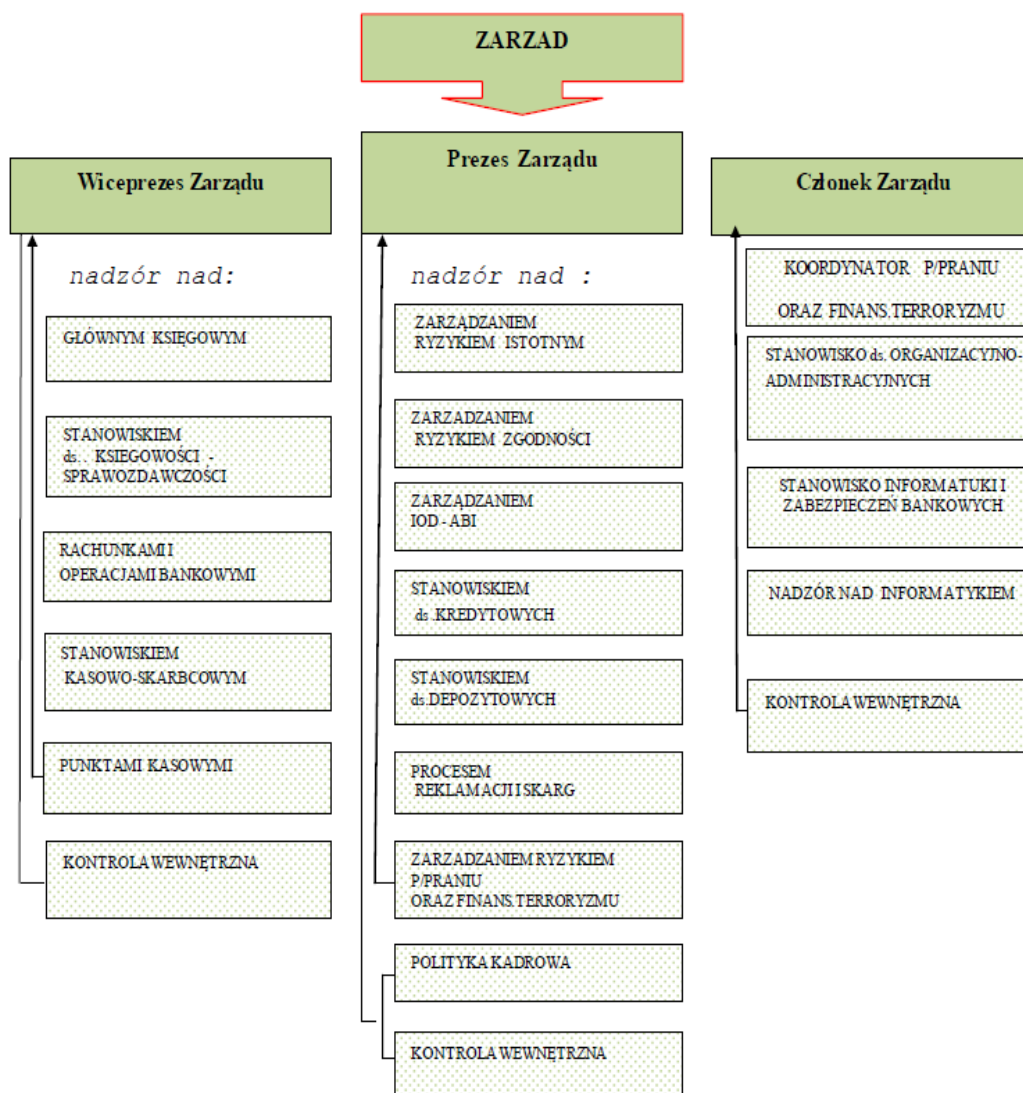 ZARZAD
Wiceprezes Zarządu
nadzór nad:
GŁÓWNYM KSIĘGOWYM
STANOWISKIEM
ds.. KSIĘGOWOŚCI -
SPRAWOZDAWCZOŚCI
RACHUNKAMI I
OPERACJAMI BANKOWYMI
STANOWISKIEM
KASOWO-SKARBCOWYM
PUNKTAMI KASOWYMI
KONTROLA WEWNĘTRZNA
Prezes Zarządu
nadzór nad :
ZARZĄDZANIEM
RYZYKIEM ISTOTNYM
ZARZADZANIEM
RYZYKIEM ZGODNOŚCI
ZARZĄDZANIEM
IOD - ABI
STANOWISKIEM
ds .KREDYTOWYCH
STANOWISKIEM
ds.DEPOZYTOWYCH
PROCESEM
REKLAMACJI I SKARG
ZARZADZANIEM RYZYKIEM
P/PRANIU
ORAZ FINANS.TERRORYZMU
POLITYKA KADROWA
KONTROLA WEWNĘTRZNA
Członek Zarządu
KOORDYNATOR P/PRANIU
ORAZ FINANS.TERRORYZMU
STANOWISKO ds. ORGANIZACYJNO-
ADMINISTRACYJNYCH
STANOWISKO INFORMATUKI I
ZABEZPIECZEŃ BANKOWYCH
NADZÓR NAD INFORMATYKIEM
KONTROLA WEWNĘTRZNA